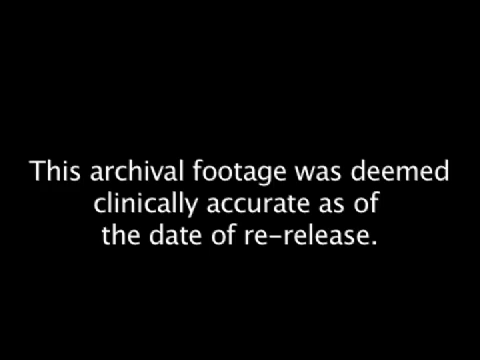 This archival footage was deemed
clinically accurate as of
the date of re-release.